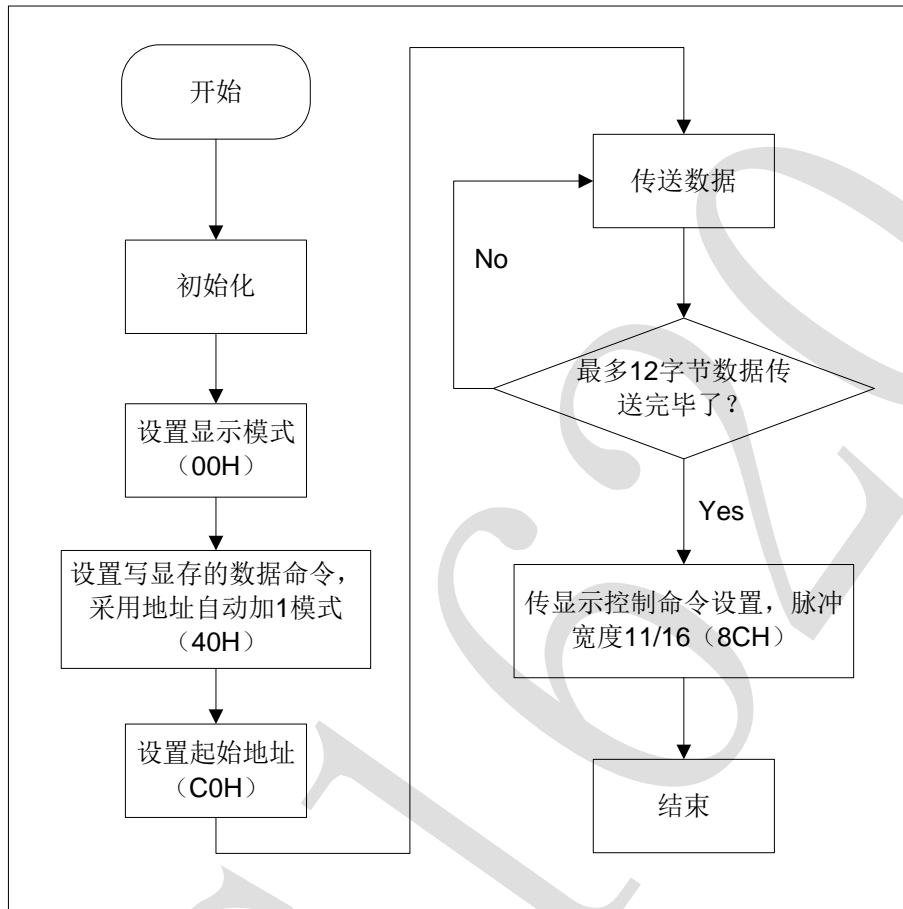 开始
初始化
设置显示模式
（00H）
设置写显存的数据命令，
采用地址自动加1模式
（40H）
设置起始地址
（C0H）
传送数据
No
最多12字节数据传
送完毕了？
Yes
传显示控制命令设置，脉冲
宽度11/16（8CH）
结束
1620